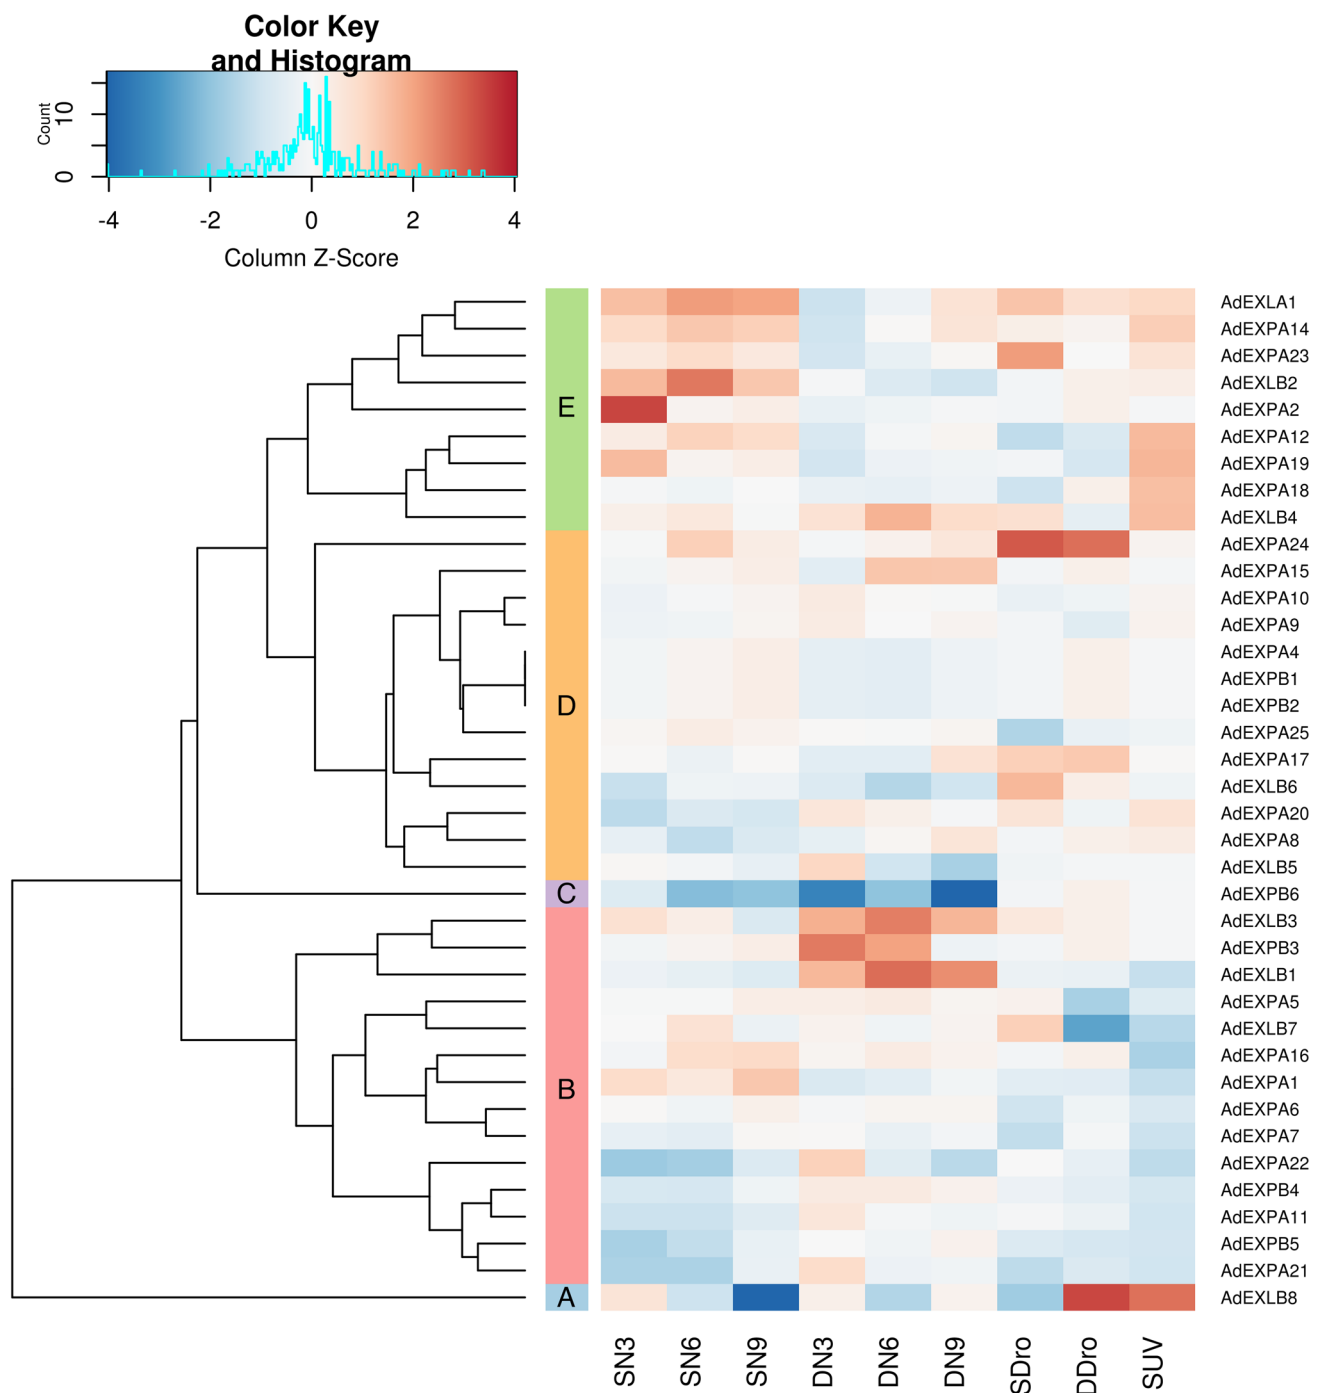 Color Key
and Histogram
Count
0
10
-4 -2 0 2 4
Column Z-Score
E
D
C
B
A
AdEXLA1
AdEXPA14
AdEXPA23
AdEXLB2
AdEXPA2
AdEXPA12
AdEXPA19
AdEXPA18
AdEXLB4
AdEXPA24
AdEXPA15
AdEXPA10
AdEXPA9
AdEXPA4
AdEXPB1
AdEXPB2
AdEXPA25
AdEXPA17
AdEXLB6
AdEXPA20
AdEXPA8
AdEXLB5
AdEXPB6
AdEXLB3
AdEXPB3
AdEXLB1
AdEXPA5
AdEXLB7
AdEXPA16
AdEXPA1
AdEXPA6
AdEXPA7
AdEXPA22
AdEXPB4
AdEXPA11
AdEXPB5
AdEXPA21
AdEXLB8
SN3
SN6
SN9
DN3
DN6
DN9
SDro
DDro
SUV